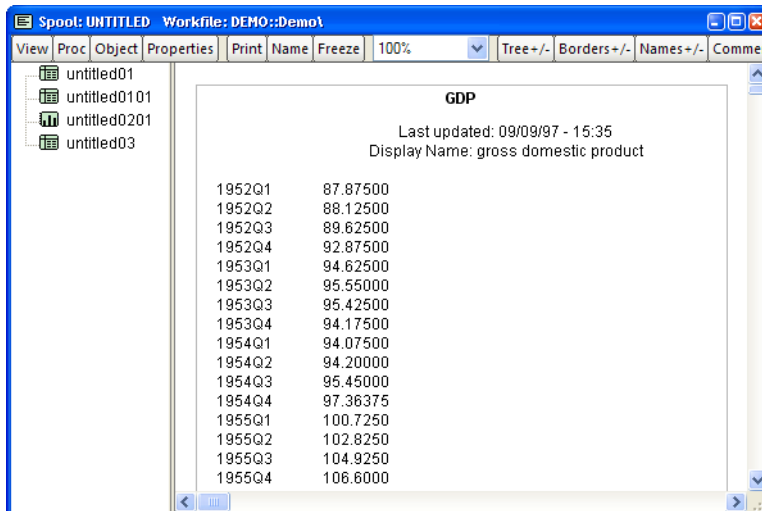 Spool: UNTITLED Workfile: DEMO::Demo\
View Proc Object Properties Print Name Freeze 100% Tree+/- Borders+/- Names+/- Comme
untitled01
untitled0101
untitled0201
untitled03
GDP
Last updated: 09/09/97 - 15:35
Display Name: gross domestic product
1952Q1 87.87500
1952Q2 88.12500
1952Q3 89.62500
1952Q4 92.87500
1953Q1 94.62500
1953Q2 95.55000
1953Q3 95.42500
1953Q4 94.17500
1954Q1 94.07500
1954Q2 94.20000
1954Q3 95.45000
1954Q4 97.36375
1955Q1 100.7250
1955Q2 102.8250
1955Q3 104.9250
1955Q4 106.6000